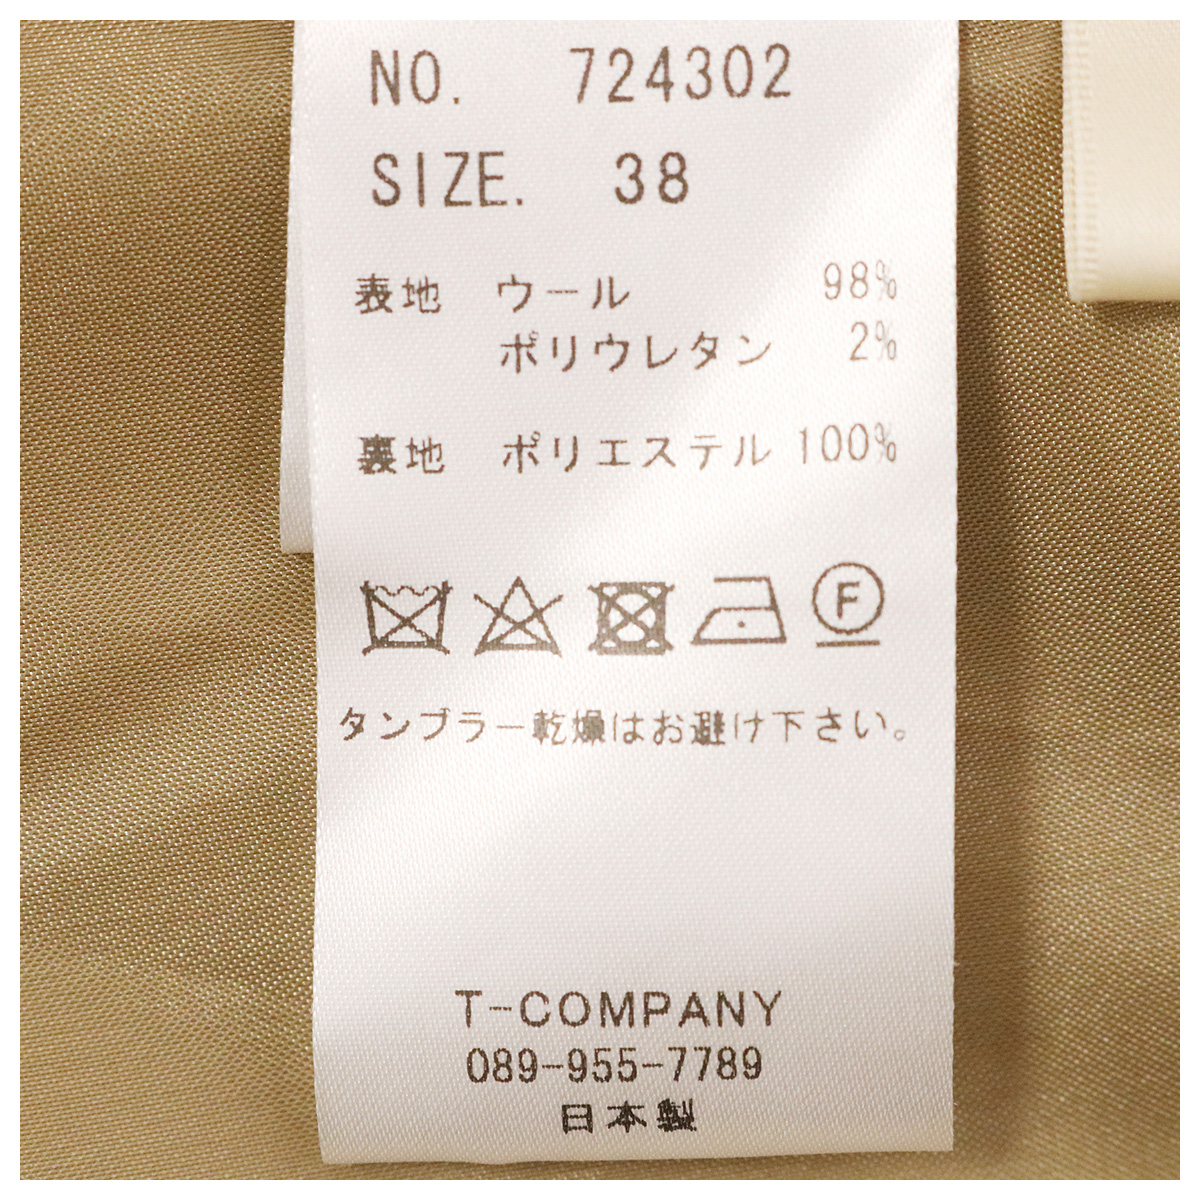 NO. 724302
SIZE. 38
表地 ウール 98%
ポリウレタン 2%
裏地 ポリエステル 100%
F
タンブラー乾燥はお避け下さい。
T-COMPANY
089-955-7789
日本製